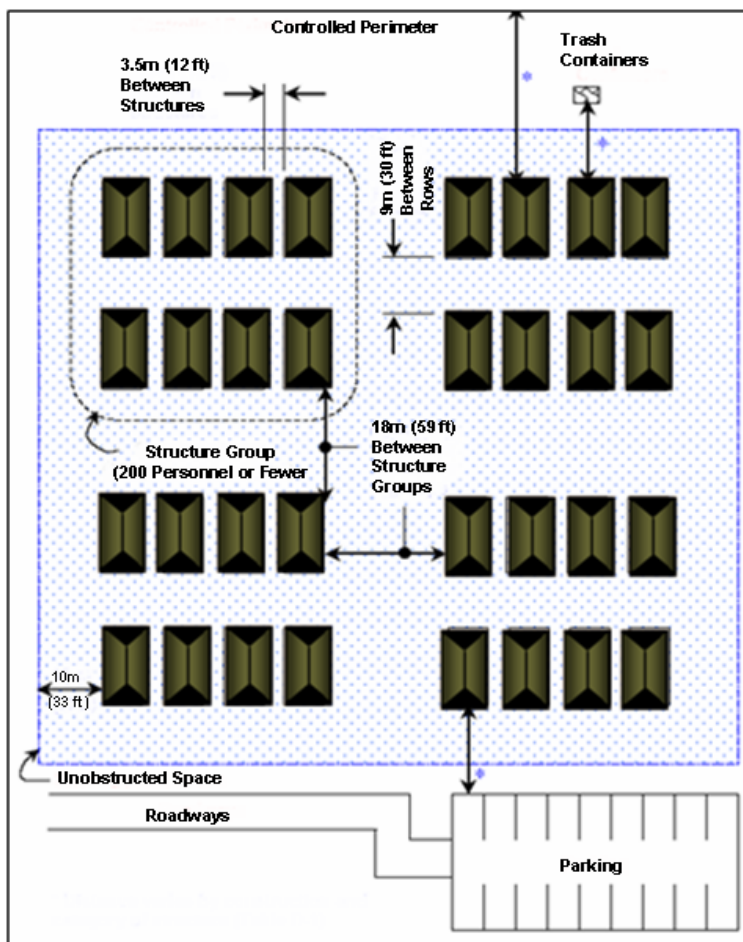 Controlled Perimeter
Trash
Containers
3.5m (12 ft)
Between
Structures
9m (30 ft)
Between
Rows
18m (59 ft)
Between
Structure
Groups
Structure Group
(200 Personnel or Fewer
10m
(33 ft)
Unobstructed Space
Roadways
Parking